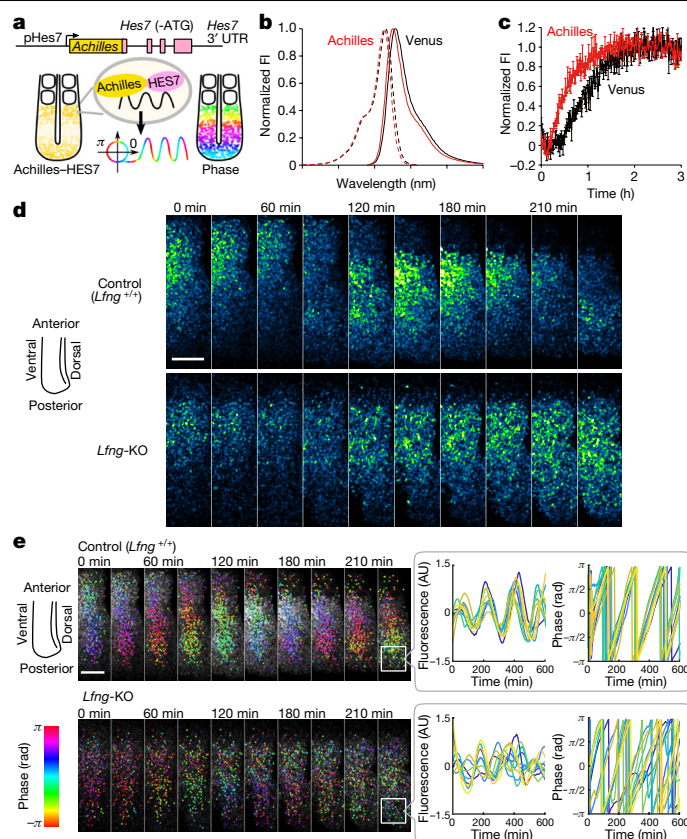 a
pHes7
Hes7 (-ATG)
Hes7
3′ UTR
Achilles
Achilles
HES7
π
0
Achilles–HES7
Phase
b
Normalized FI
1.0
0.8
0.6
0.4
0.2
0
Achilles
Venus
Wavelength (nm)
c
Normalized FI
1.2
1.0
0.8
0.6
0.4
0.2
0
−0.2
Achilles
Venus
0 1 2 3
Time (h)
d
0 min 60 min 120 min 180 min 210 min
Control
(Lfng +/+)
Anterior
Ventral
Dorsal
Posterior
Lfng-KO
e
Control (Lfng +/+)
0 min 60 min 120 min 180 min 210 min
Anterior
Ventral
Dorsal
Posterior
Fluorescence (AU)
1.5
0
−1.5
0 200 400 600
Time (min)
Phase (rad)
π
π/2
0
−π/2
−π
0 200 400 600
Time (min)
Lfng-KO
0 min 60 min 120 min 180 min 210 min
Phase (rad)
π
−π
Fluorescence (AU)
1.5
0
−1.5
0 200 400 600
Time (min)
Phase (rad)
π
π/2
0
−π/2
−π
0 200 400 600
Time (min)